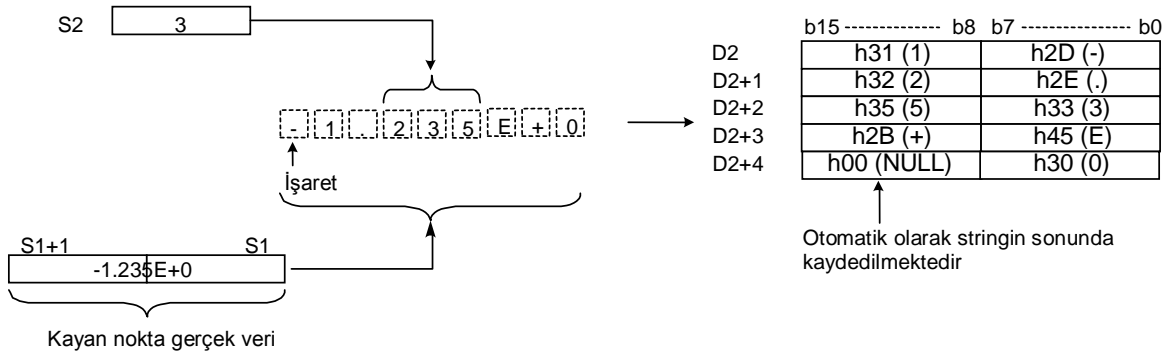 S2 3
- 1 . 2 3 5 E + 0
İşaret
S1+1 S1
-1.235E+0
Kayan nokta gerçek veri
b15 ------------- b8 b7 ------------- b0
D2 h31 (1) h2D (-)
D2+1 h32 (2) h2E (.)
D2+2 h35 (5) h33 (3)
D2+3 h2B (+) h45 (E)
D2+4 h00 (NULL) h30 (0)
Otomatik olarak stringin sonunda
kaydedilmektedir